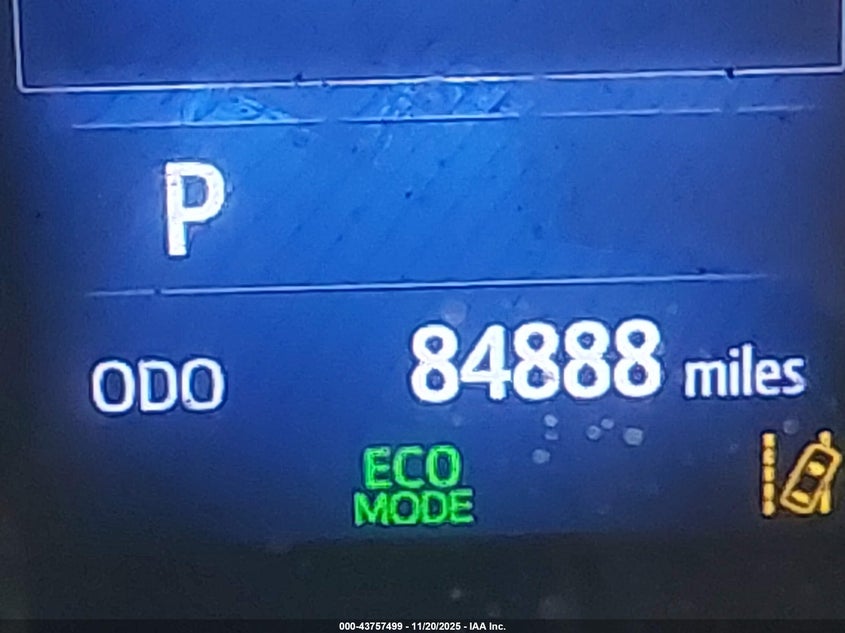 P
ODO 84888 miles
ECO
MODE
000-43757499 - 11/20/2025 - IAA Inc.